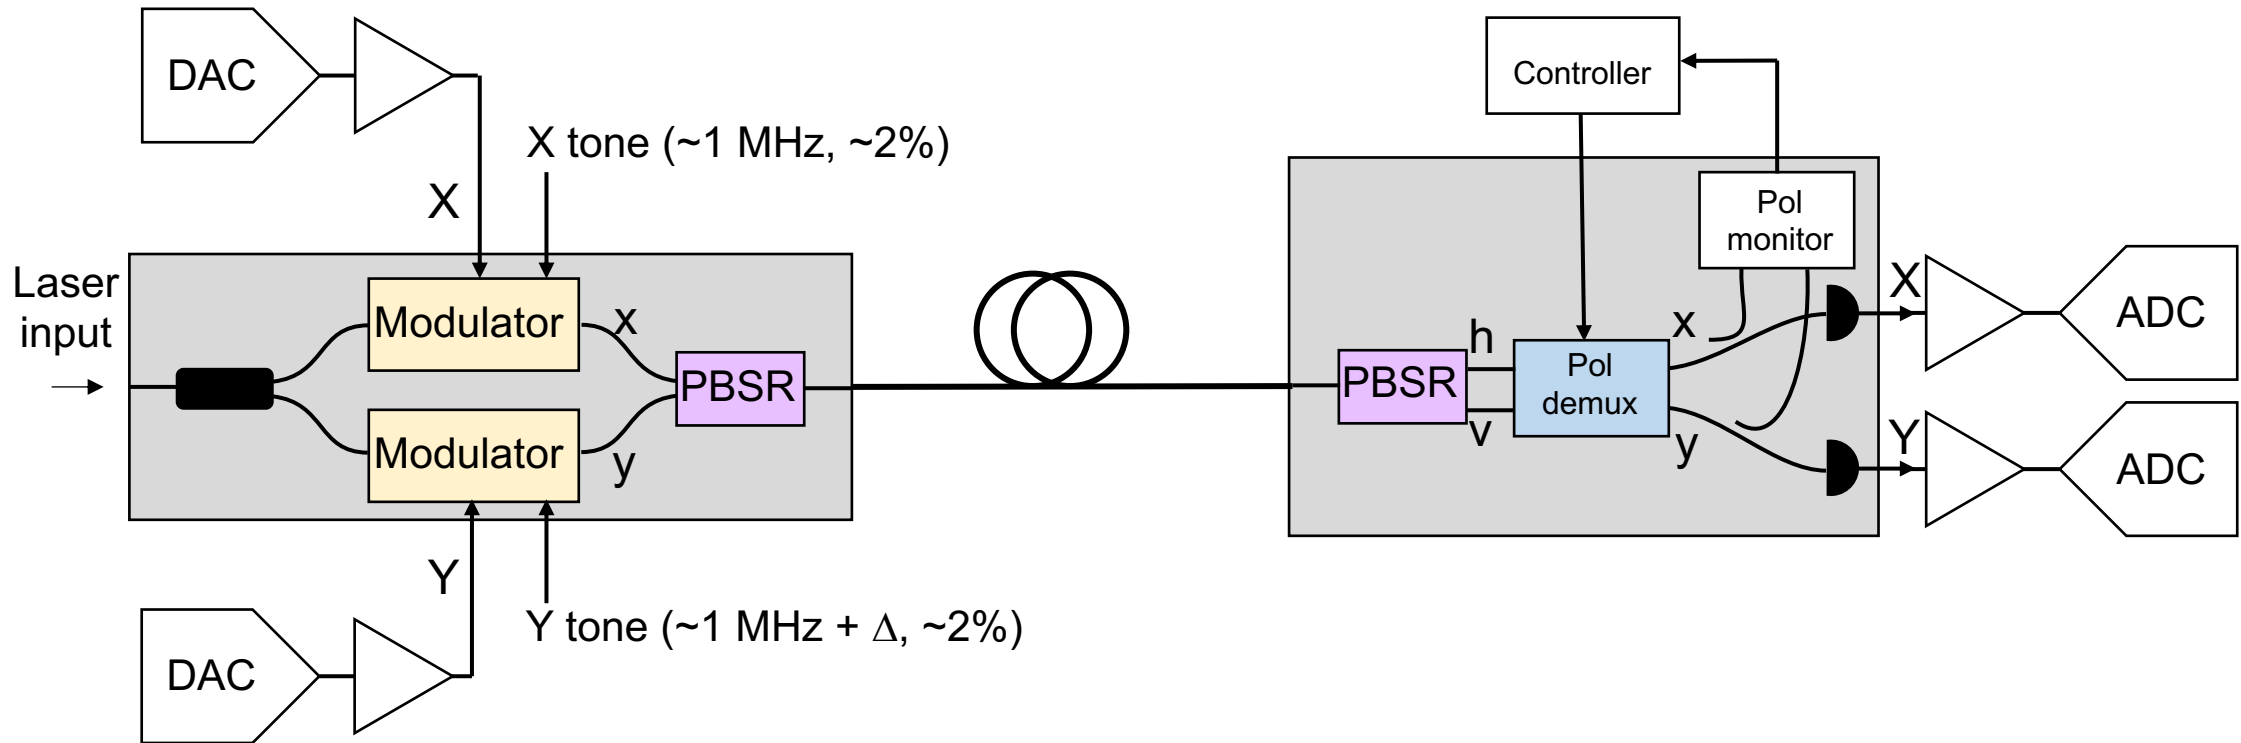 DAC
X tone (~1 MHz, ~2%)
X
Laser
input
Modulator
x
PBSR
Modulator
y
Y
Y tone (~1 MHz + Δ, ~2%)
DAC
Controller
Pol
monitor
PBSR
h
v
Pol
demux
x
y
X
ADC
Y
ADC